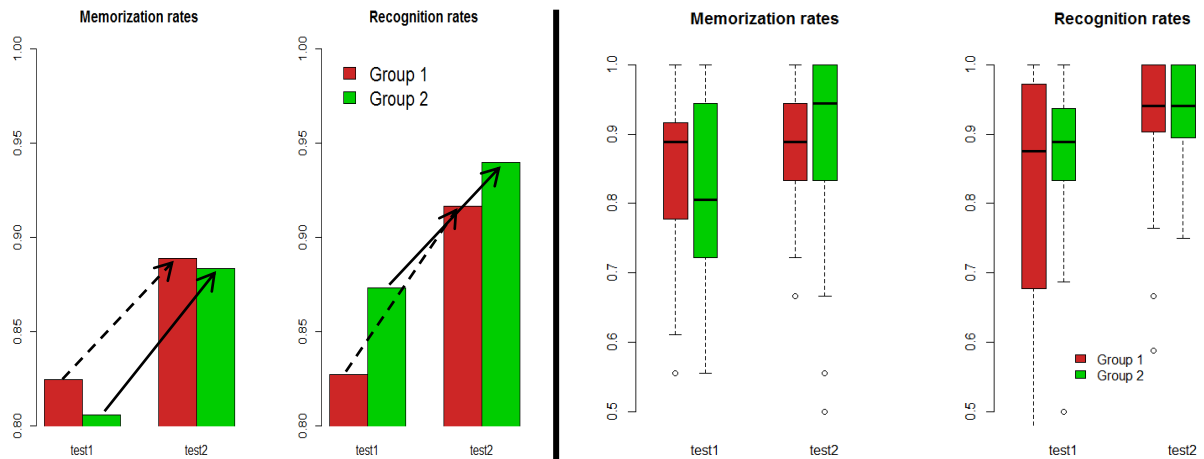 Memorization rates
1.00
0.95
0.90
0.85
0.80
test1
test2
Recognition rates
1.00
0.95
0.90
0.85
0.80
Group 1
Group 2
test1
test2
Memorization rates
1.0
0.9
0.8
0.7
0.6
0.5
test1
test2
Recognition rates
1.0
0.9
0.8
0.7
0.6
0.5
Group 1
Group 2
test1
test2